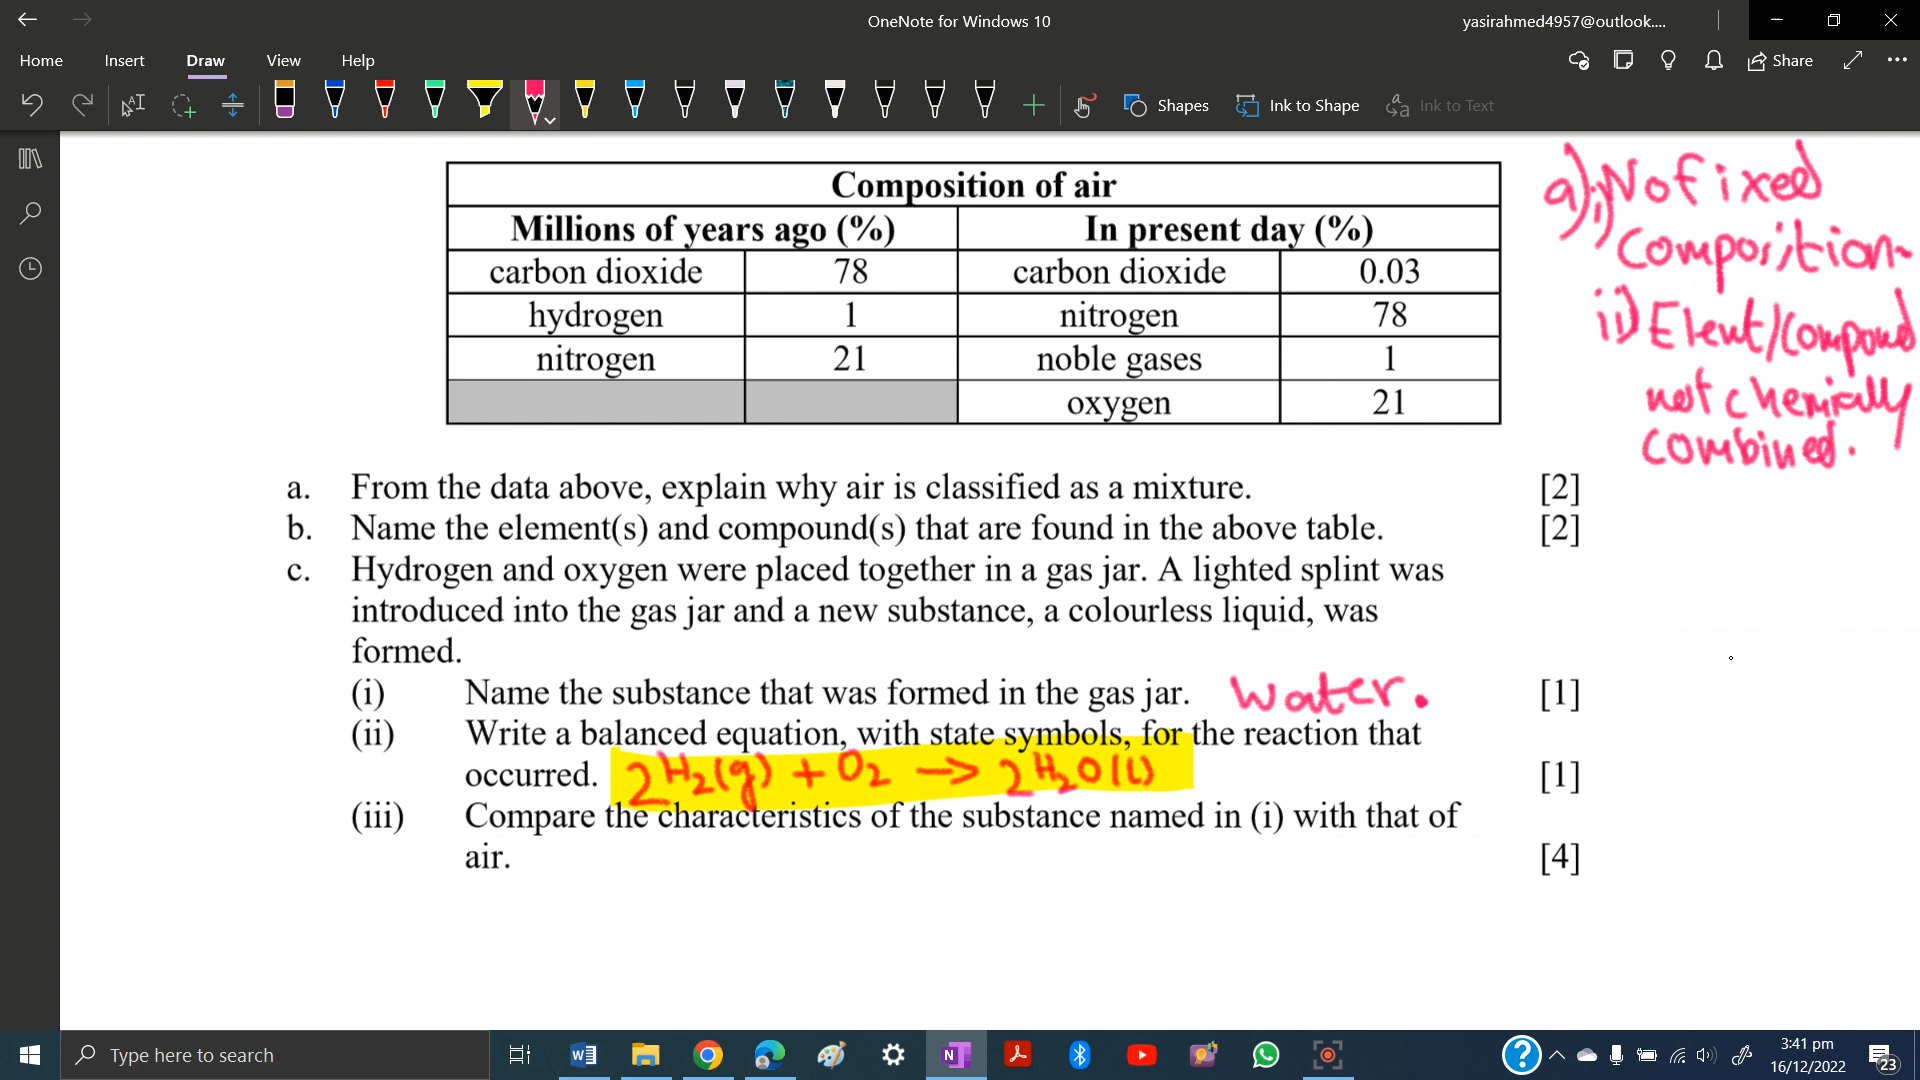 OneNote for Windows 10
yasirahmed4957@outlook....
Home Insert Draw View Help
Share
Shapes Ink to Shape Ink to Text
Composition of air
Millions of years ago (%) In present day (%)
carbon dioxide 78 carbon dioxide 0.03
hydrogen 1 nitrogen 78
nitrogen 21 noble gases 1
oxygen 21
a) i) No fixed
Composition
ii) Elent/Compound
not chemically
combined.
a. From the data above, explain why air is classified as a mixture. [2]
b. Name the element(s) and compound(s) that are found in the above table. [2]
c. Hydrogen and oxygen were placed together in a gas jar. A lighted splint was
introduced into the gas jar and a new substance, a colourless liquid, was
formed.
(i) Name the substance that was formed in the gas jar. Water. [1]
(ii) Write a balanced equation, with state symbols, for the reaction that
occurred. 2H₂(g) + O₂ → 2H₂O(l) [1]
(iii) Compare the characteristics of the substance named in (i) with that of
air. [4]
Type here to search
3:41 pm
16/12/2022
23